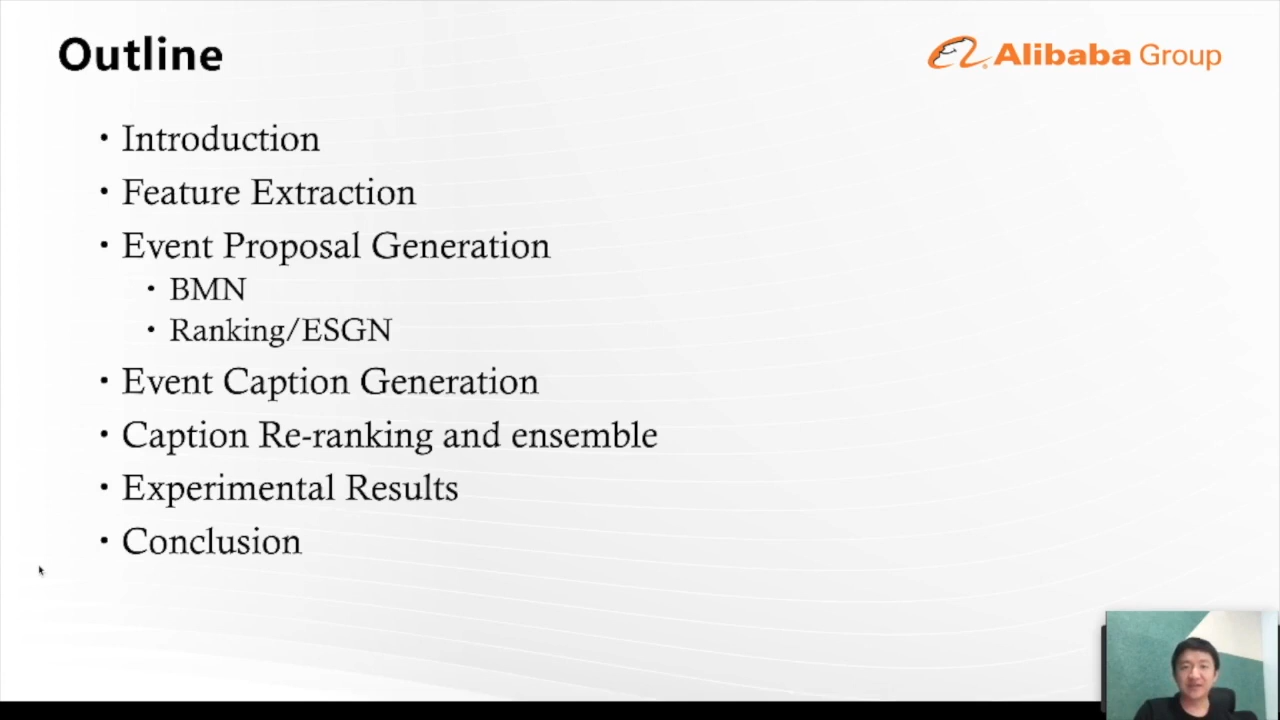 Outline
Alibaba Group
• Introduction
• Feature Extraction
• Event Proposal Generation
• BMN
• Ranking/ESGN
• Event Caption Generation
• Caption Re-ranking and ensemble
• Experimental Results
• Conclusion